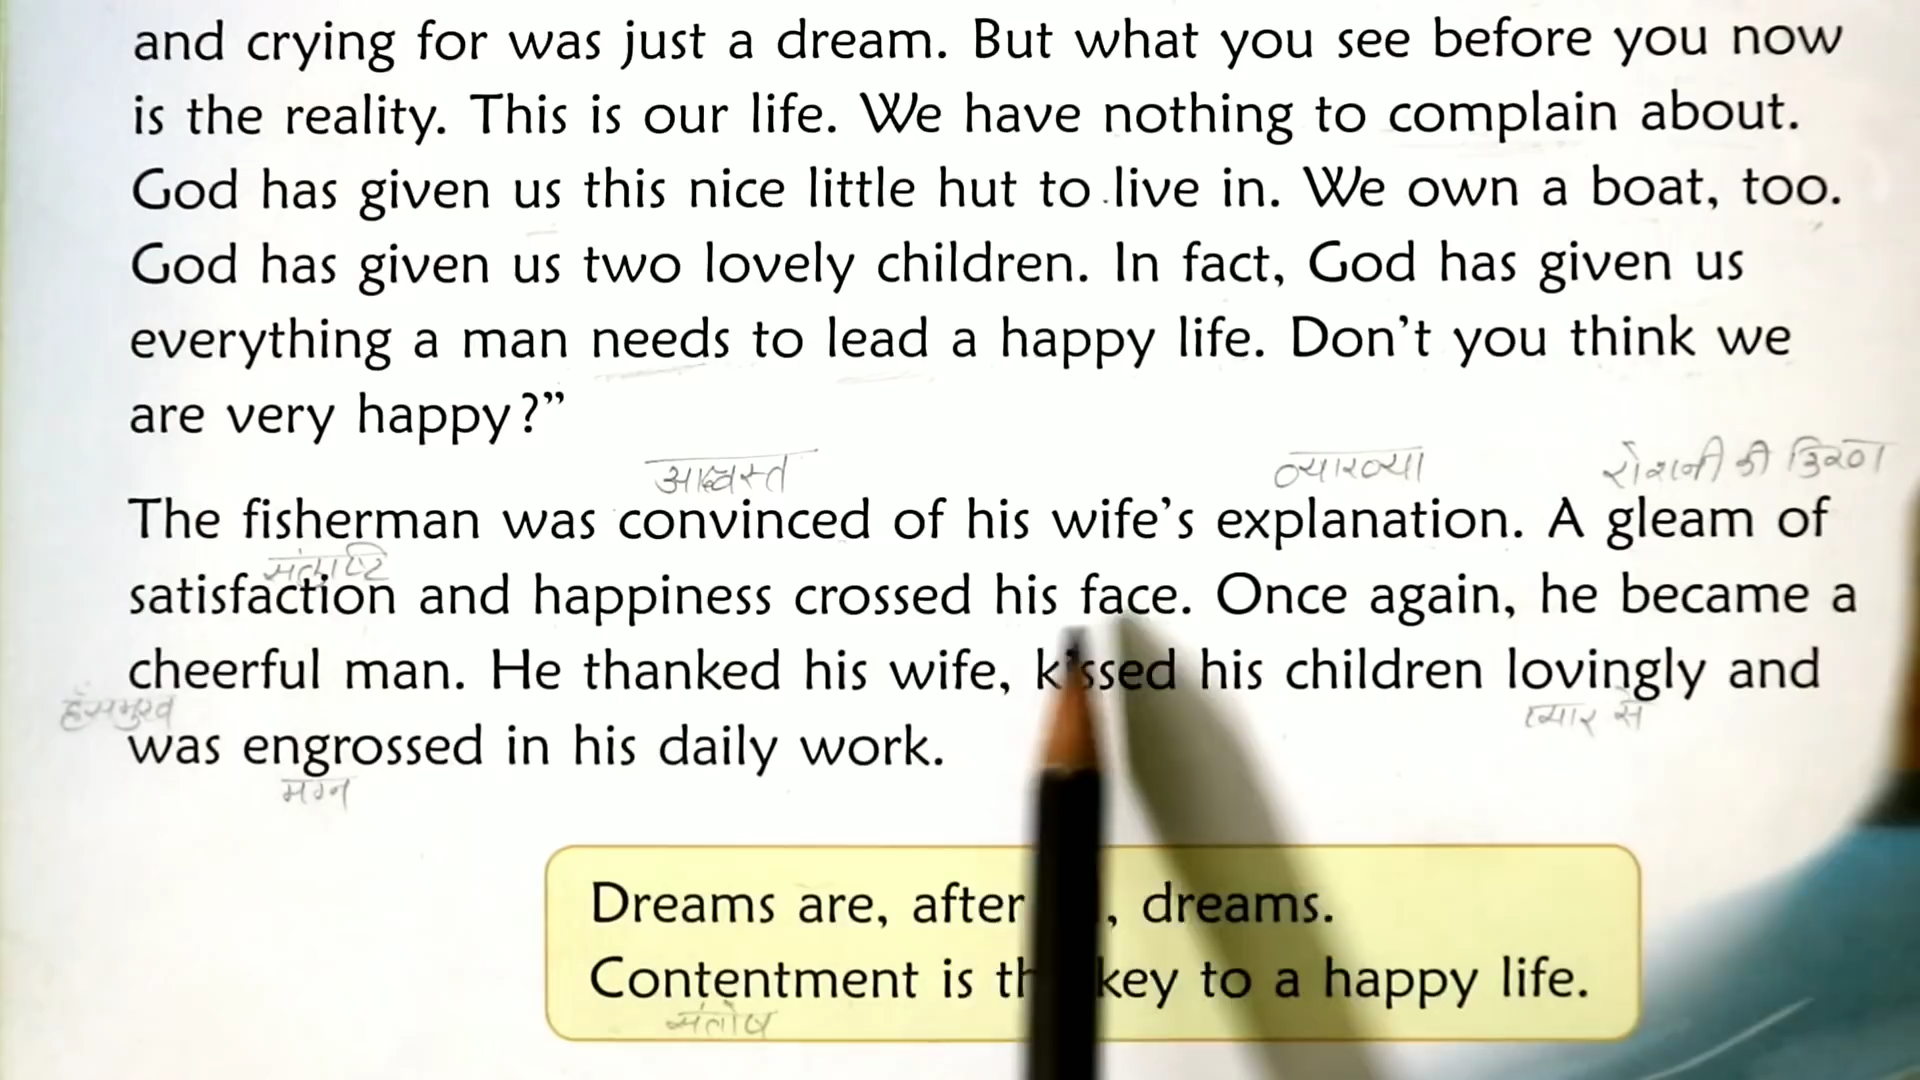 and crying for was just a dream. But what you see before you now
is the reality. This is our life. We have nothing to complain about.
God has given us this nice little hut to live in. We own a boat, too.
God has given us two lovely children. In fact, God has given us
everything a man needs to lead a happy life. Don't you think we
are very happy?”
आश्वस्त व्याख्या रोशनी की किरण
The fisherman was convinced of his wife's explanation. A gleam of
संतुष्टि
satisfaction and happiness crossed his face. Once again, he became a
cheerful man. He thanked his wife, kissed his children lovingly and
हँसमुख प्यार से
was engrossed in his daily work.
मग्न
Dreams are, after , dreams.
Contentment is key to a happy life.
संतोष